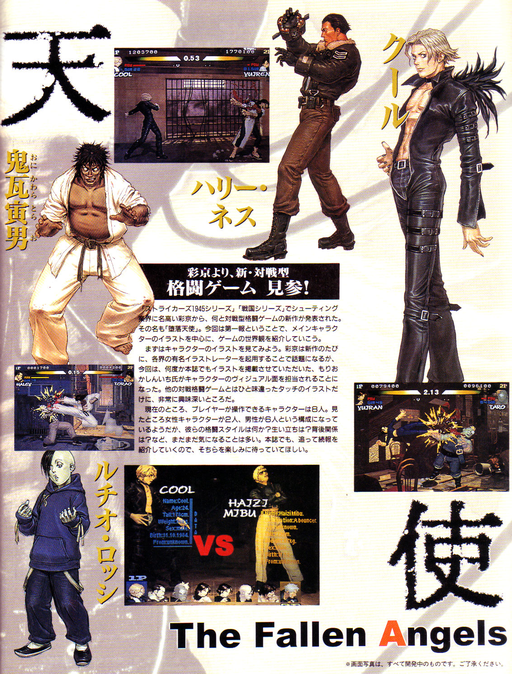 天
1203700
0.53
1778100
COOL
YUIRAN
クール
ハリー・
ネス
鬼瓦寅男
おにがわらとらお
彩京より、新・対戦型
格闘ゲーム 見参!
『ストライカーズ1945シリーズ』『戦国シリーズ』でシューティング
業界に名高い彩京から、何と対戦型格闘ゲームの新作が発表された。
その名も『堕落天使』。今回は第一報ということで、メインキャラクタ
ーのイラストを中心に、ゲームの世界観を紹介していこう。
まずはキャラクターのイラストを見てみよう。彩京は新作のたび
に、各界の有名イラストレーターを起用することで話題になるが、
今回は、何度か本誌でもイラストを掲載させていただいた、もりお
かしんいち氏がキャラクターのヴィジュアル面を担当されることに
なった。他の対戦格闘とはひと味違ったタッチのイラストだ
けに、非常に興味深いところだ。
現在のところ、プレイヤーが操作できるキャラクターは8人。見
たところ女性キャラクターが2人、男性が6人という構成になって
いるようだが、彼らの格闘スタイルは何か?生い立ちは?背後関係
は?など、まだまだ気になることは多い。本誌でも、追って続報を
紹介していくので、そちらを楽しみに待っていてほしい。
0.15
HARRY
TORAO
0079400
2.13
0096100
YUIRAN
TARO
ルチオ・ロッシ
COOL
HAIZI
MIBU
VS
1P
使
The Fallen Angels
※画面写真は、すべて開発中のものです。ご了承ください。